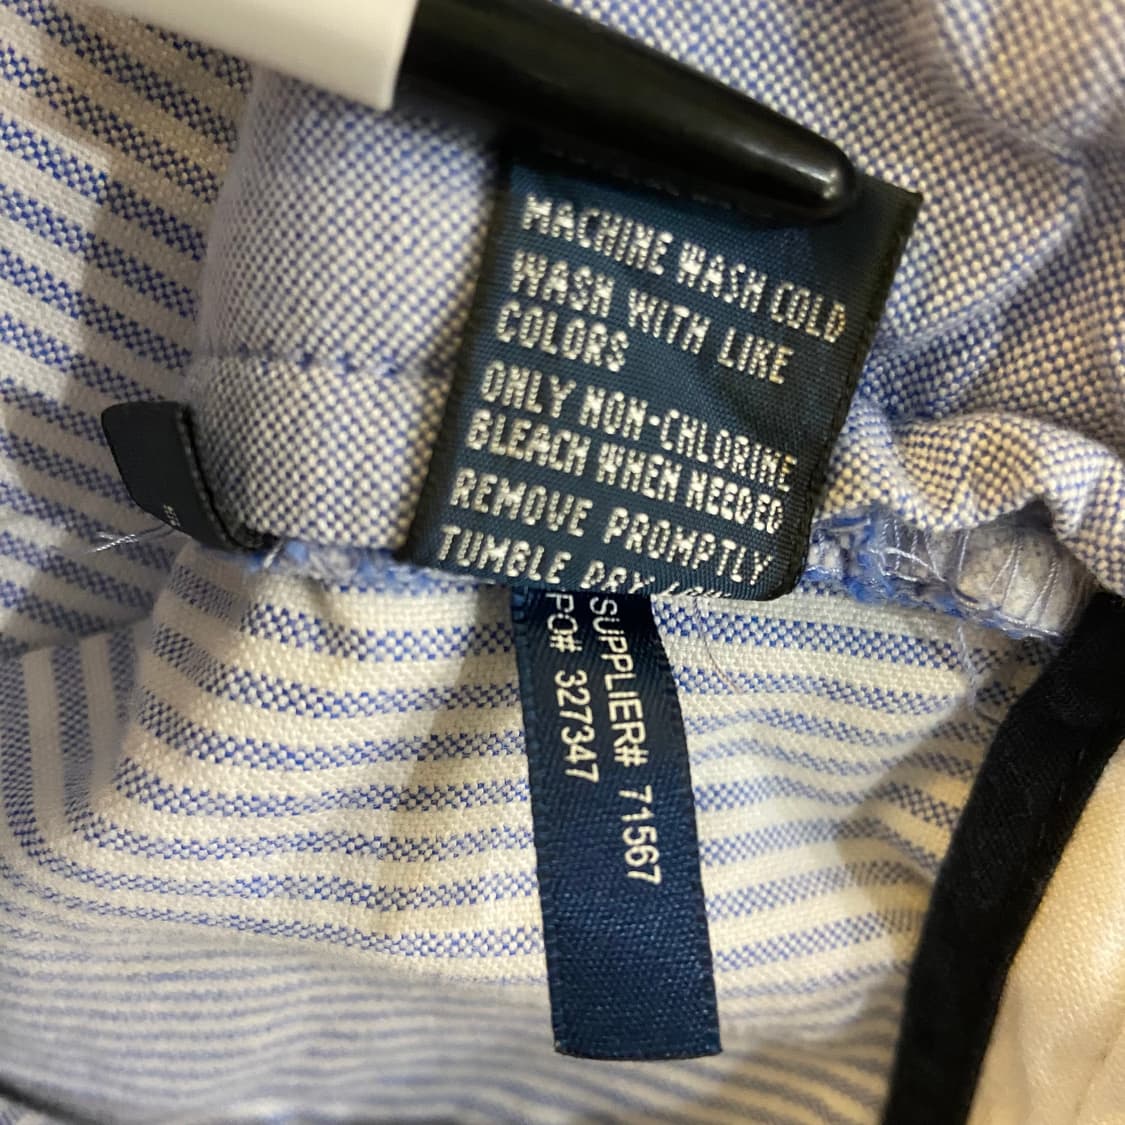 MACHINE WASH COLD
WASH WITH LIKE
COLORS
ONLY NON-CHLORINE
BLEACH WHEN NEEDED
REMOVE PROMPTLY
TUMBLE DRY
SUPPLIER# 71567
PO# 327347